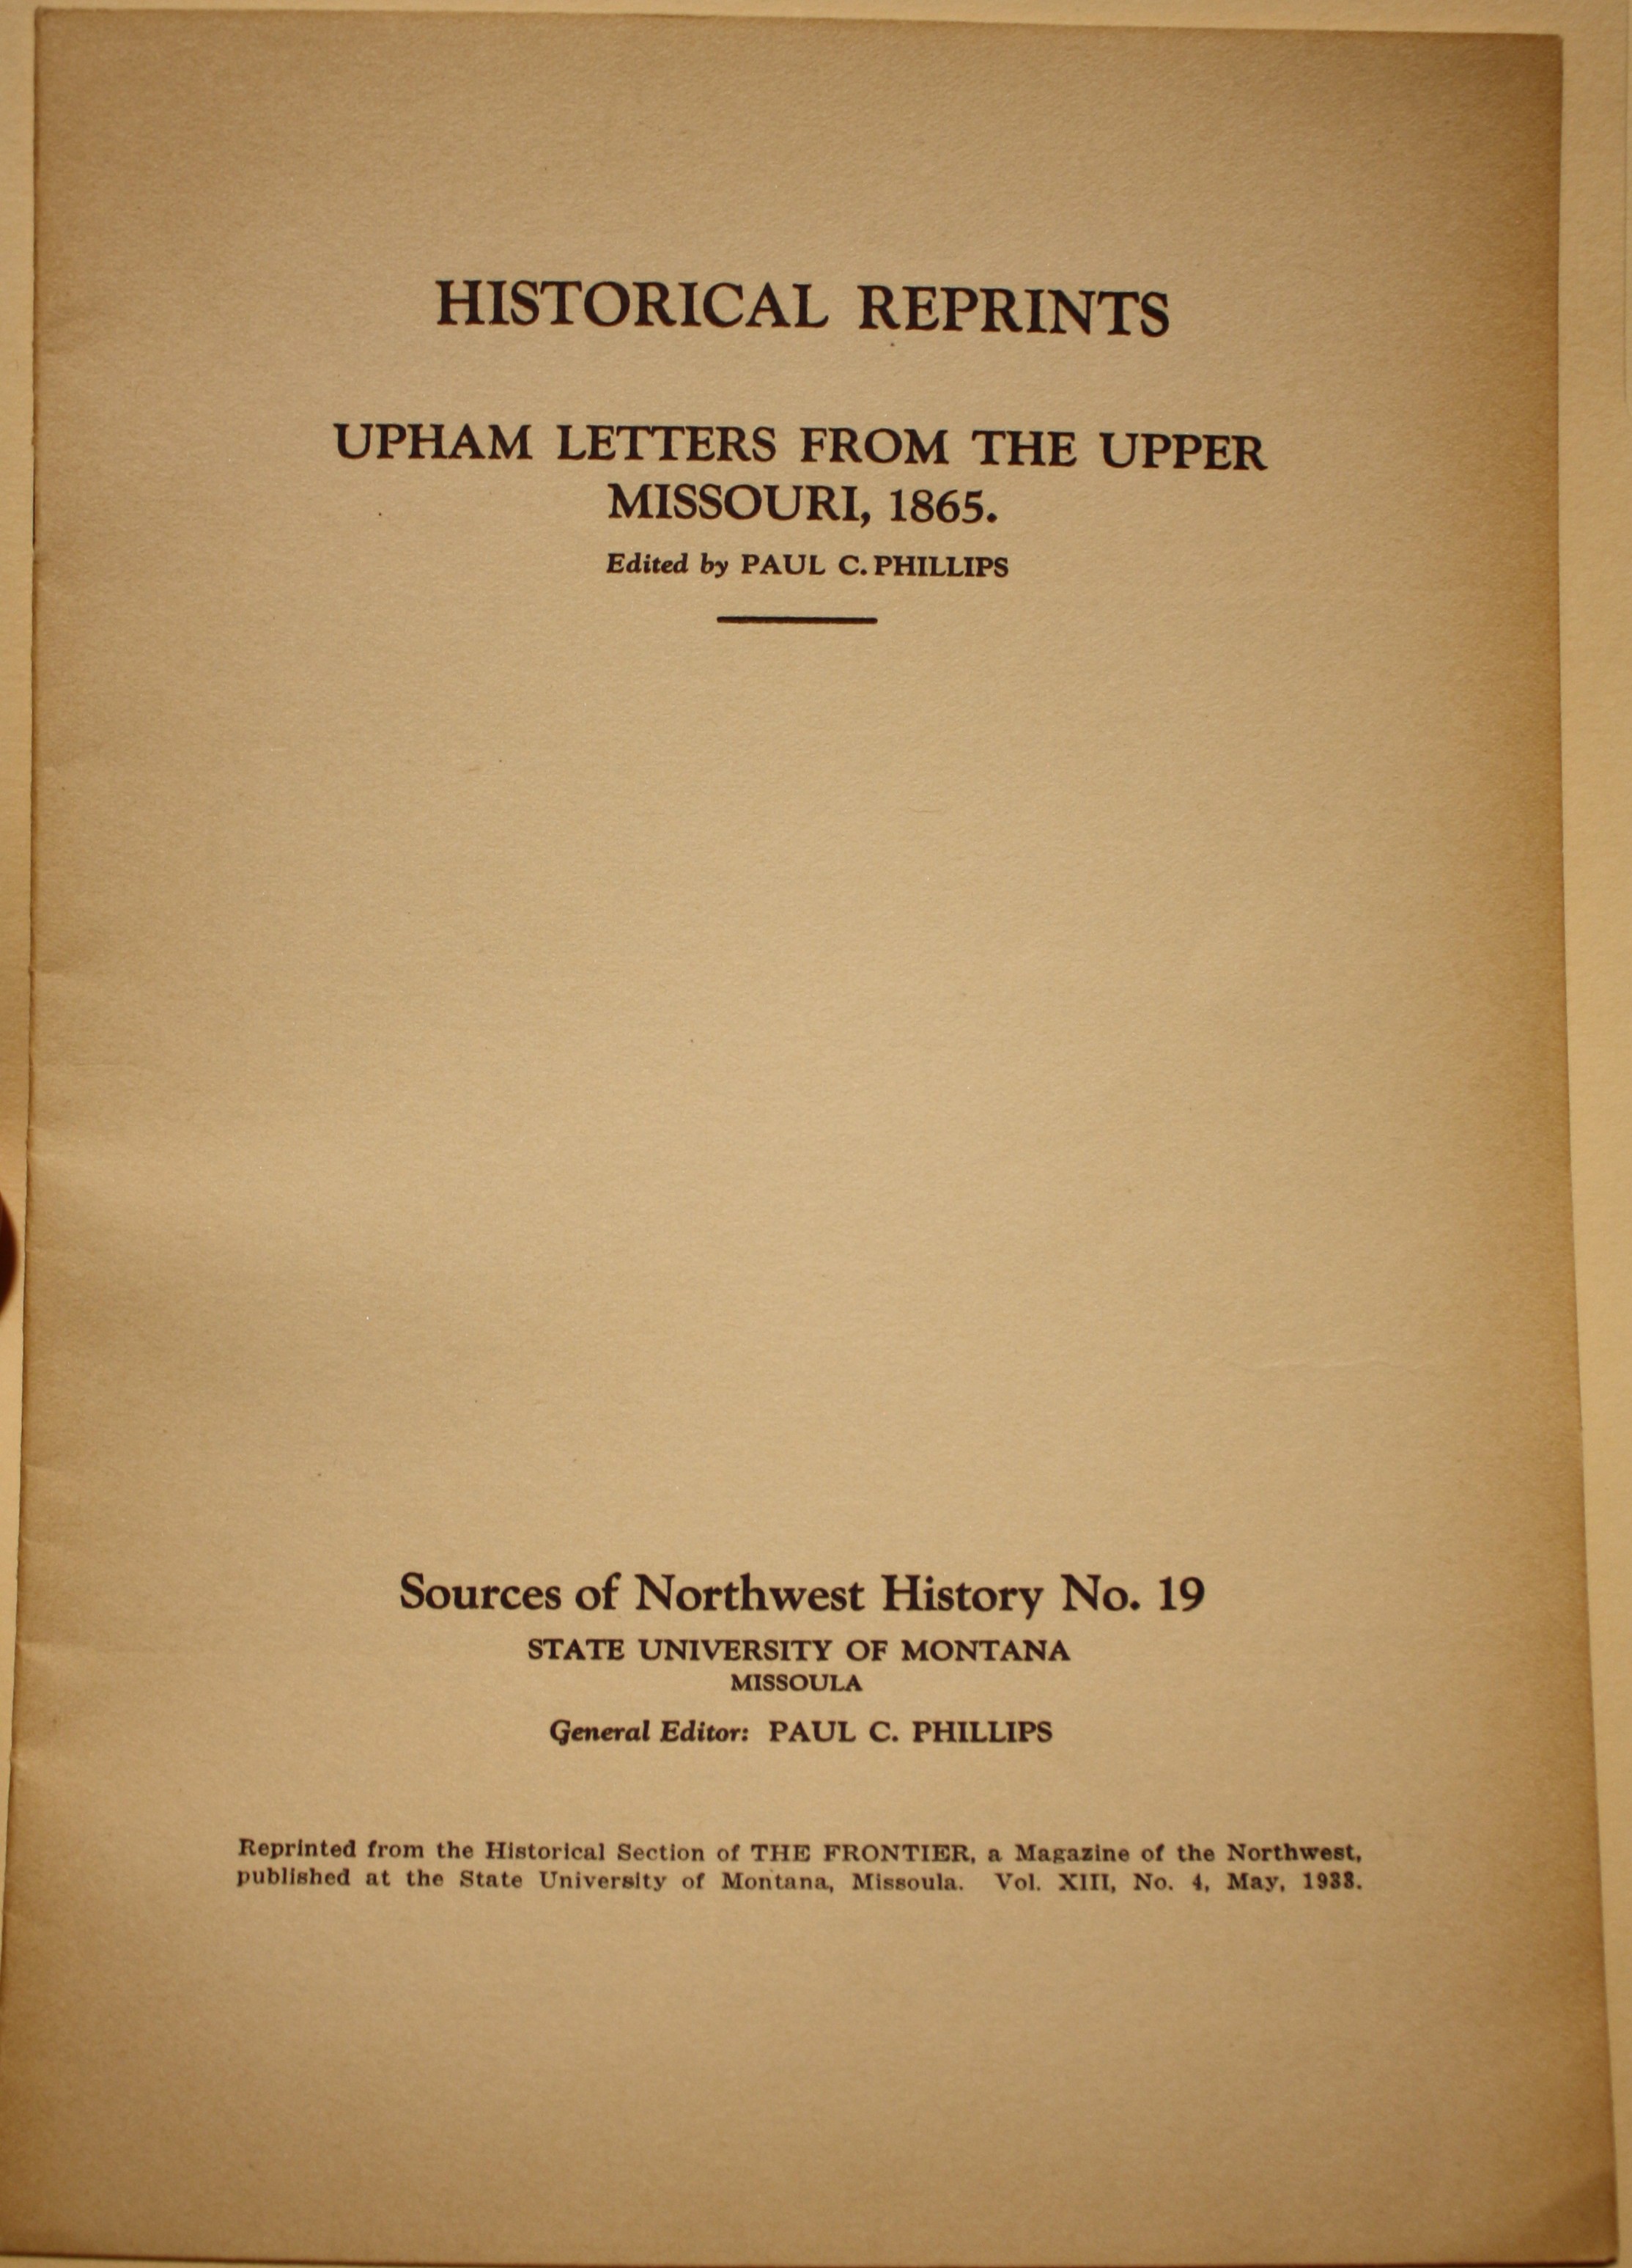 HISTORICAL REPRINTS
UPHAM LETTERS FROM THE UPPER
MISSOURI, 1865.
Edited by PAUL C. PHILLIPS
Sources of Northwest History No. 19
STATE UNIVERSITY OF MONTANA
MISSOULA
General Editor: PAUL C. PHILLIPS
Reprinted from the Historical Section of THE FRONTIER, a Magazine of the Northwest,
published at the State University of Montana, Missoula. Vol. XIII, No. 4, May, 1933.